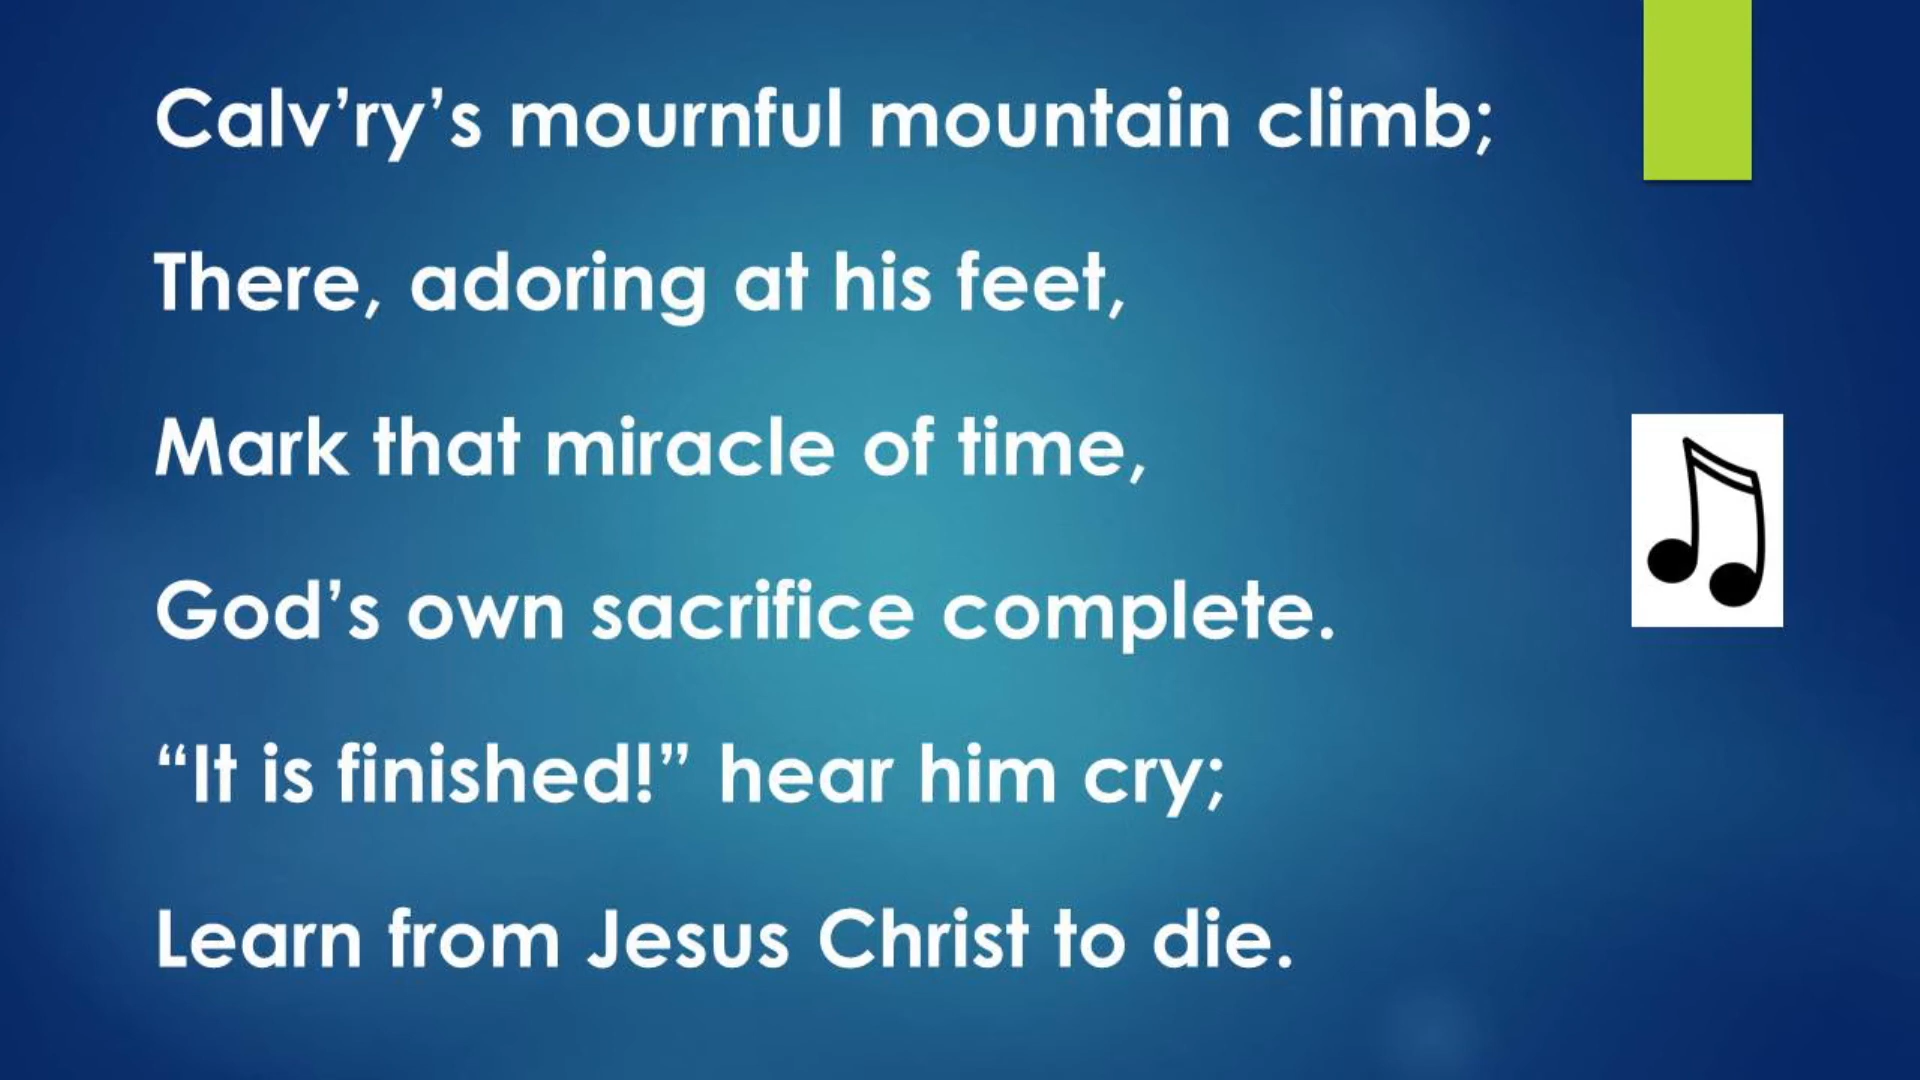 Calv’ry’s mournful mountain climb;
There, adoring at his feet,
Mark that miracle of time,
God’s own sacrifice complete.
“It is finished!” hear him cry;
Learn from Jesus Christ to die.